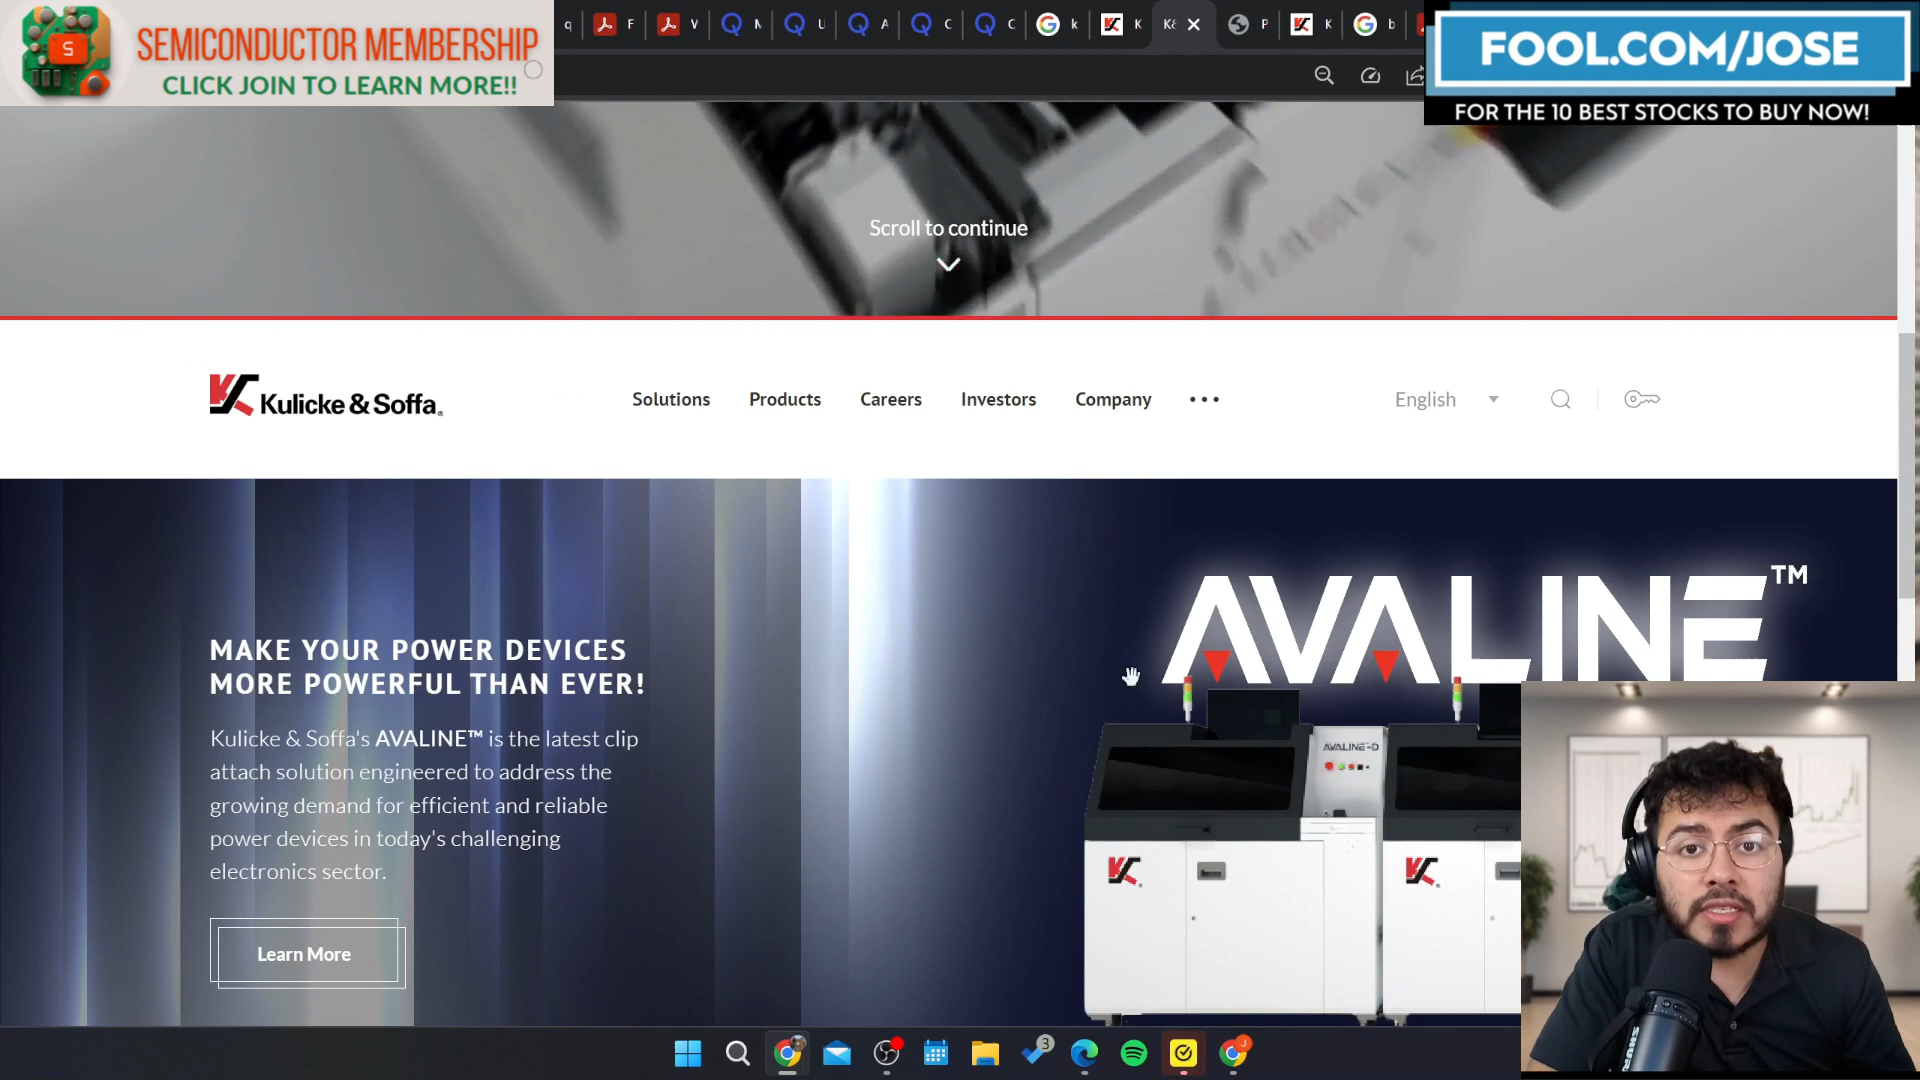 SEMICONDUCTOR MEMBERSHIP
CLICK JOIN TO LEARN MORE!!
S
FOOL.COM/JOSE
FOR THE 10 BEST STOCKS TO BUY NOW!
Scroll to continue
Kulicke & Soffa®
Solutions
Products
Careers
Investors
Company
English
MAKE YOUR POWER DEVICES
MORE POWERFUL THAN EVER!
Kulicke & Soffa's AVALINE™ is the latest clip
attach solution engineered to address the
growing demand for efficient and reliable
power devices in today's challenging
electronics sector.
Learn More
AVALINE™
AVALINE-D
3